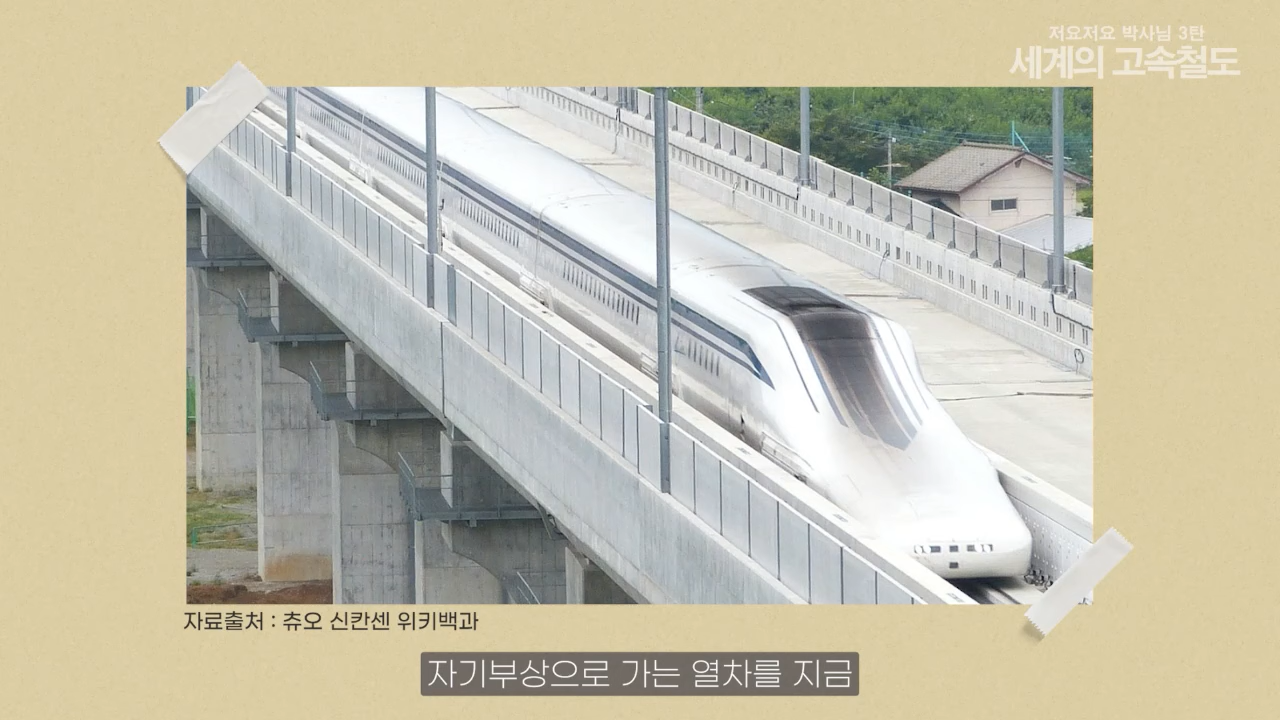 저요저요 박사님 3탄
세계의 고속철도
자료출처 : 츄오 신칸센 위키백과
자기부상으로 가는 열차를 지금